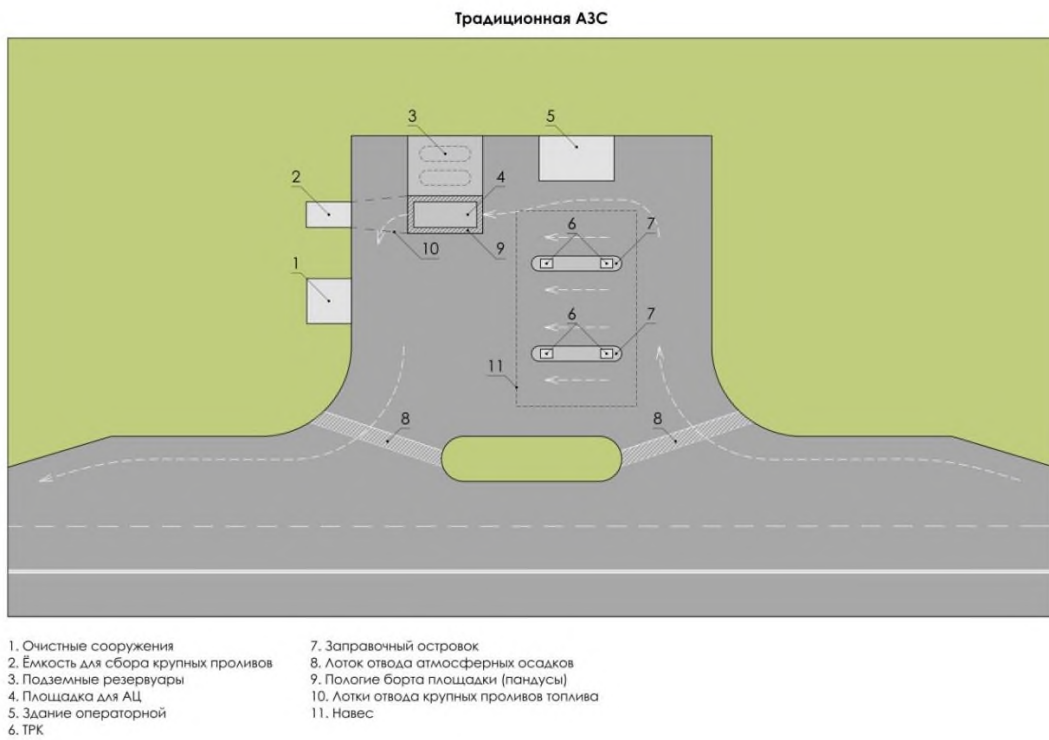 Традиционная АЗС
3
5
2
4
6
7
10
9
1
6
7
11
8
8
1. Очистные сооружения
2. Ёмкость для сбора крупных проливов
3. Подземные резервуары
4. Площадка для АЦ
5. Здание операторной
6. ТРК
7. Заправочный островок
8. Лоток отвода атмосферных осадков
9. Пологие борта площадки (пандусы)
10. Лотки отвода крупных проливов топлива
11. Навес